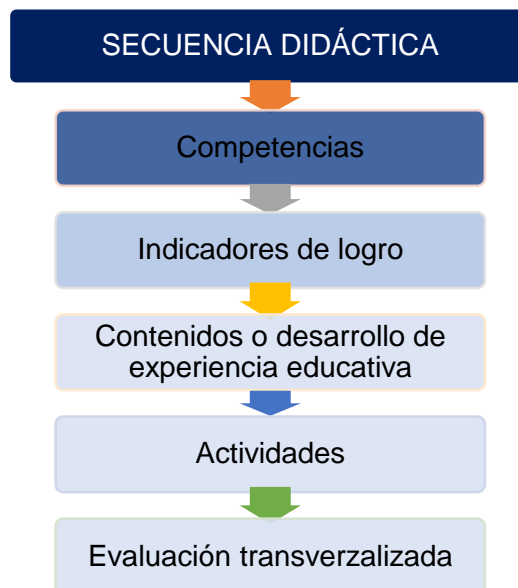 SECUENCIA DIDÁCTICA
Competencias
Indicadores de logro
Contenidos o desarrollo de
experiencia educativa
Actividades
Evaluación transverzalizada